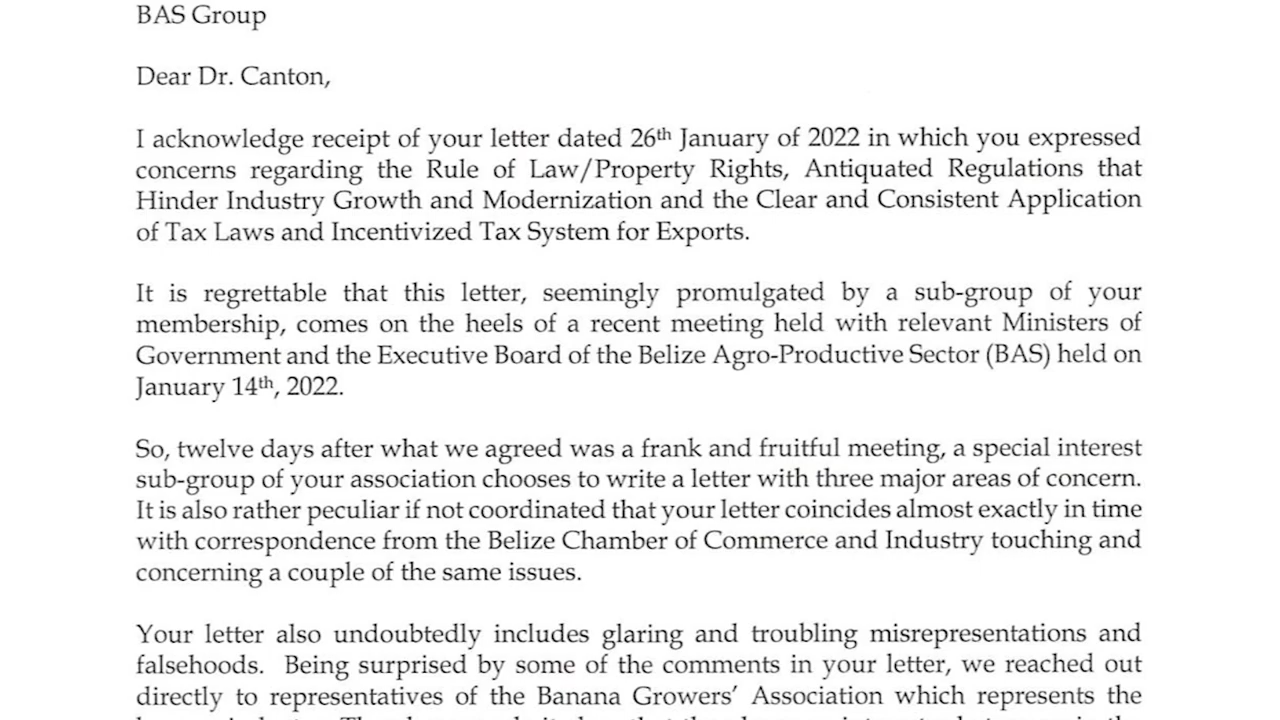 BAS Group
Dear Dr. Canton,
I acknowledge receipt of your letter dated 26th January of 2022 in which you expressed
concerns regarding the Rule of Law/Property Rights, Antiquated Regulations that
Hinder Industry Growth and Modernization and the Clear and Consistent Application
of Tax Laws and Incentivized Tax System for Exports.
It is regrettable that this letter, seemingly promulgated by a sub-group of your
membership, comes on the heels of a recent meeting held with relevant Ministers of
Government and the Executive Board of the Belize Agro-Productive Sector (BAS) held on
January 14th, 2022.
So, twelve days after what we agreed was a frank and fruitful meeting, a special interest
sub-group of your association chooses to write a letter with three major areas of concern.
It is also rather peculiar if not coordinated that your letter coincides almost exactly in time
with correspondence from the Belize Chamber of Commerce and Industry touching and
concerning a couple of the same issues.
Your letter also undoubtedly includes glaring and troubling misrepresentations and
falsehoods. Being surprised by some of the comments in your letter, we reached out
directly to representatives of the Banana Growers' Association which represents the